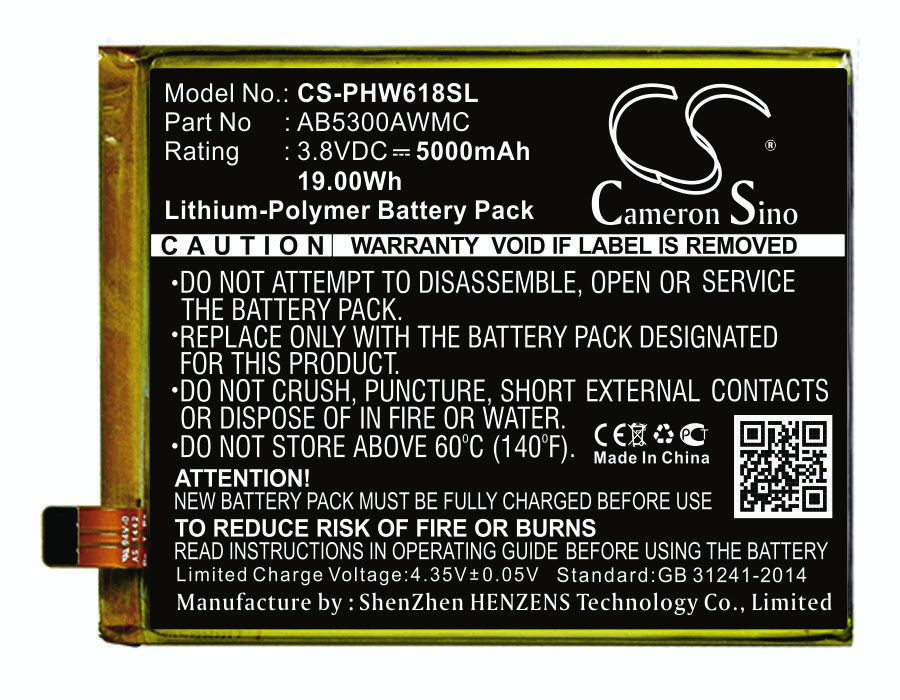 Model No.: CS-PHW618SL
Part No : AB5300AWMC
Rating : 3.8VDC ⎓ 5000mAh
19.00Wh
Lithium-Polymer Battery Pack
CS
®
Cameron Sino
CAUTION WARRANTY VOID IF LABEL IS REMOVED
•DO NOT ATTEMPT TO DISASSEMBLE, OPEN OR SERVICE
THE BATTERY PACK.
•REPLACE ONLY WITH THE BATTERY PACK DESIGNATED
FOR THIS PRODUCT.
•DO NOT CRUSH, PUNCTURE, SHORT EXTERNAL CONTACTS
OR DISPOSE OF IN FIRE OR WATER.
•DO NOT STORE ABOVE 60°C (140°F).
CE
Made In China
ATTENTION!
NEW BATTERY PACK MUST BE FULLY CHARGED BEFORE USE
TO REDUCE RISK OF FIRE OR BURNS
READ INSTRUCTIONS IN OPERATING GUIDE BEFORE USING THE BATTERY
Limited Charge Voltage:4.35V±0.05V Standard:GB 31241-2014
Manufacture by : ShenZhen HENZENS Technology Co., Limited
94V-0
AS 1442